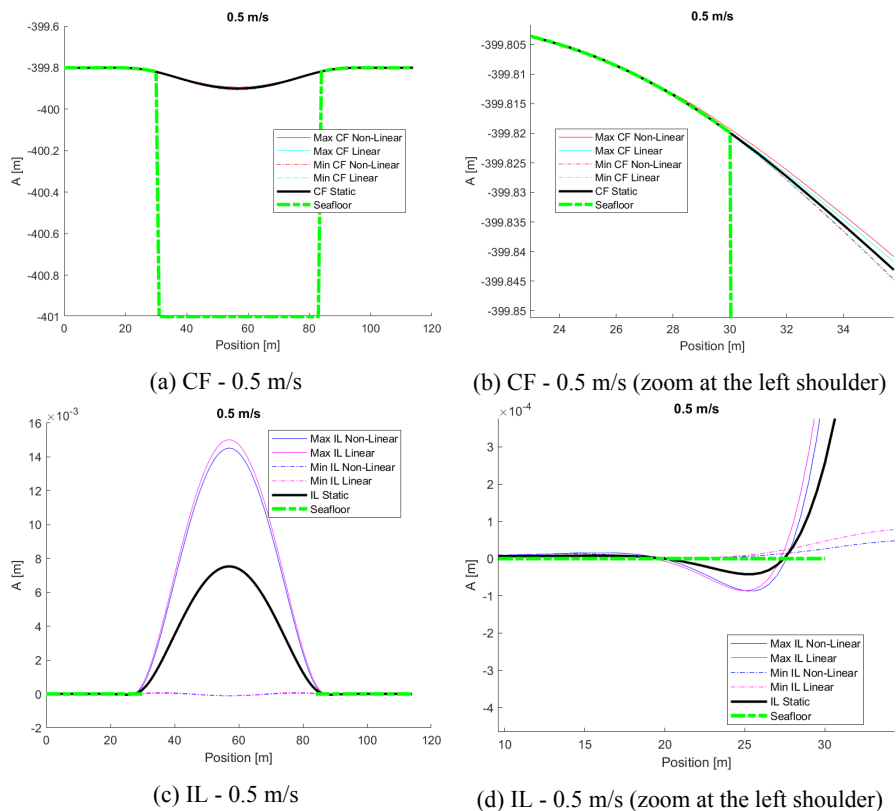 0.5 m/s
-399.6
-399.8
-400
-400.2
-400.4
-400.6
-400.8
-401
A [m]
Max CF Non-Linear
Max CF Linear
Min CF Non-Linear
Min CF Linear
CF Static
Seafloor
0 20 40 60 80 100 120
Position [m]
(a) CF - 0.5 m/s
0.5 m/s
-399.805
-399.81
-399.815
-399.82
-399.825
-399.83
-399.835
-399.84
-399.845
-399.85
A [m]
Max CF Non-Linear
Max CF Linear
Min CF Non-Linear
Min CF Linear
CF Static
Seafloor
24 26 28 30 32 34
Position [m]
(b) CF - 0.5 m/s (zoom at the left shoulder)
×10-3
0.5 m/s
16
14
12
10
8
6
4
2
0
-2
A [m]
Max IL Non-Linear
Max IL Linear
Min IL Non-Linear
Min IL Linear
IL Static
Seafloor
0 20 40 60 80 100 120
Position [m]
(c) IL - 0.5 m/s
×10-4
0.5 m/s
3
2
1
0
-1
-2
-3
-4
A [m]
Max IL Non-Linear
Max IL Linear
Min IL Non-Linear
Min IL Linear
IL Static
Seafloor
10 15 20 25 30
Position [m]
(d) IL - 0.5 m/s (zoom at the left shoulder)